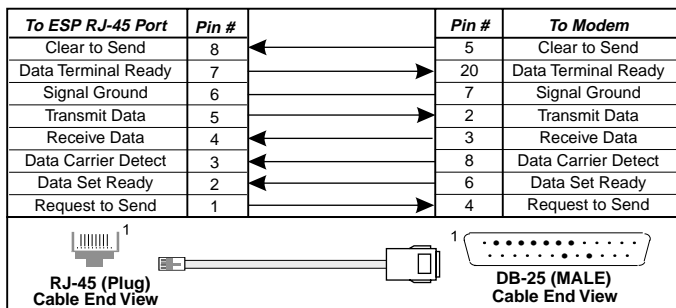 To ESP RJ-45 Port Pin # Pin # To Modem
Clear to Send 8 5 Clear to Send
Data Terminal Ready 7 20 Data Terminal Ready
Signal Ground 6 7 Signal Ground
Transmit Data 5 2 Transmit Data
Receive Data 4 3 Receive Data
Data Carrier Detect 3 8 Data Carrier Detect
Data Set Ready 2 6 Data Set Ready
Request to Send 1 4 Request to Send
1 1
RJ-45 (Plug) DB-25 (MALE)
Cable End View Cable End View